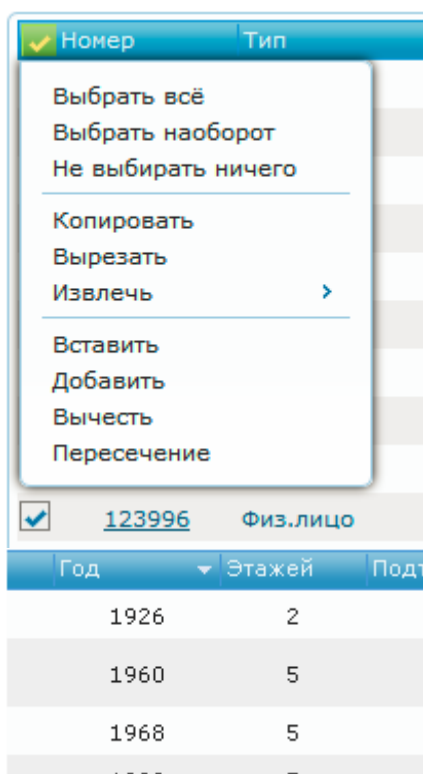 Номер Тип
Выбрать всё
Выбрать наоборот
Не выбирать ничего
Копировать
Вырезать
Извлечь
Вставить
Добавить
Вычесть
Пересечение
123996 Физ.лицо
Год Этажей Подт
1926 2
1960 5
1968 5